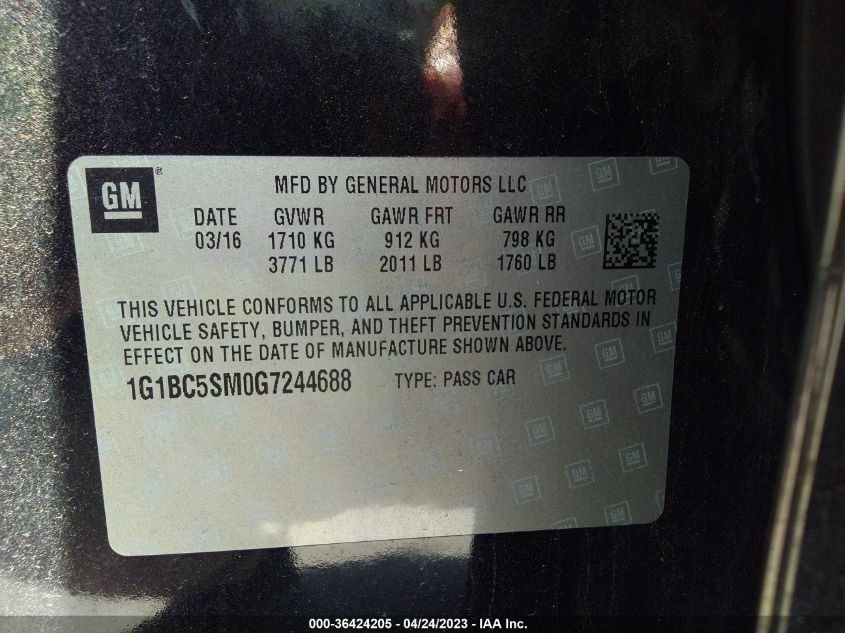 GM
MFD BY GENERAL MOTORS LLC
DATE GVWR GAWR FRT GAWR RR
03/16 1710 KG 912 KG 798 KG
3771 LB 2011 LB 1760 LB
THIS VEHICLE CONFORMS TO ALL APPLICABLE U.S. FEDERAL MOTOR
VEHICLE SAFETY, BUMPER, AND THEFT PREVENTION STANDARDS IN
EFFECT ON THE DATE OF MANUFACTURE SHOWN ABOVE.
1G1BC5SM0G7244688 TYPE: PASS CAR
000-36424205 - 04/24/2023 - IAA Inc.